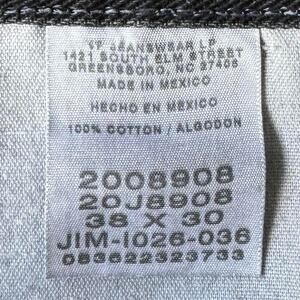 VF JEANSWEAR LP
1421 SOUTH ELM STREET
GREENSBORO, NC 27406
MADE IN MEXICO
HECHO EN MEXICO
100% COTTON / ALGODON
2008908
20J8908
38 X 30
JIM-1026-036
083622323733